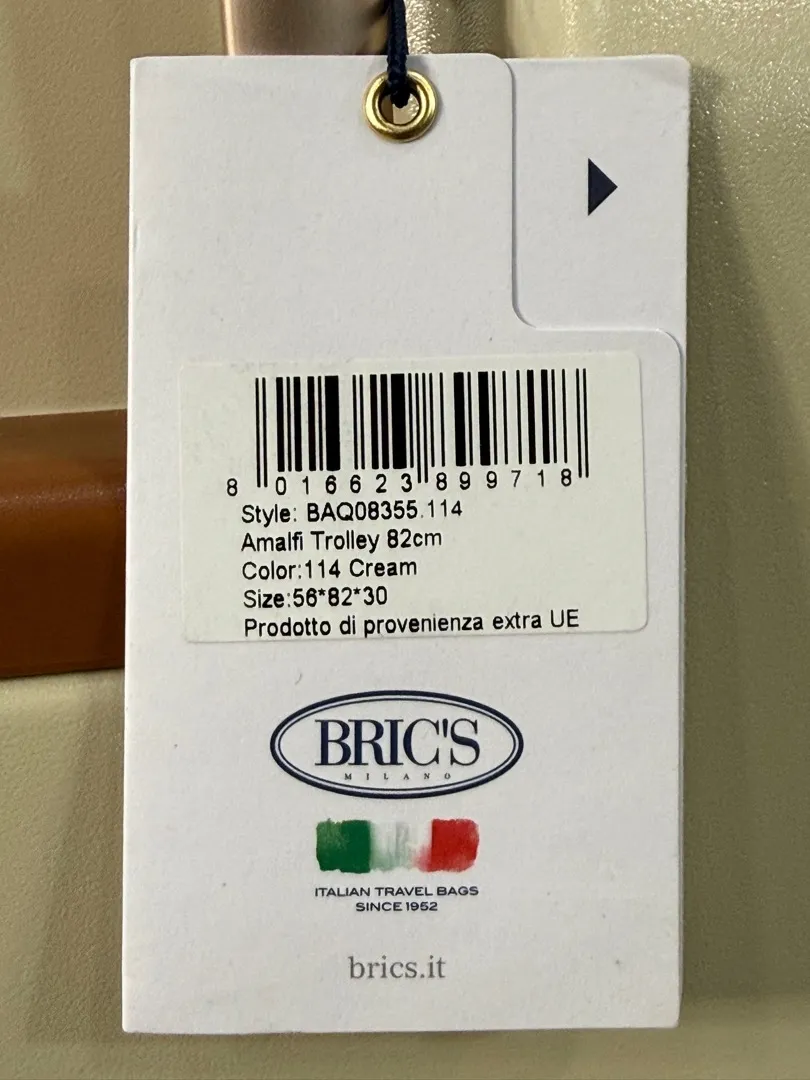 8 016623 899718
Style: BAQ08355.114
Amalfi Trolley 82cm
Color:114 Cream
Size:56*82*30
Prodotto di provenienza extra UE
BRIC'S
MILANO
ITALIAN TRAVEL BAGS
SINCE 1952
brics.it